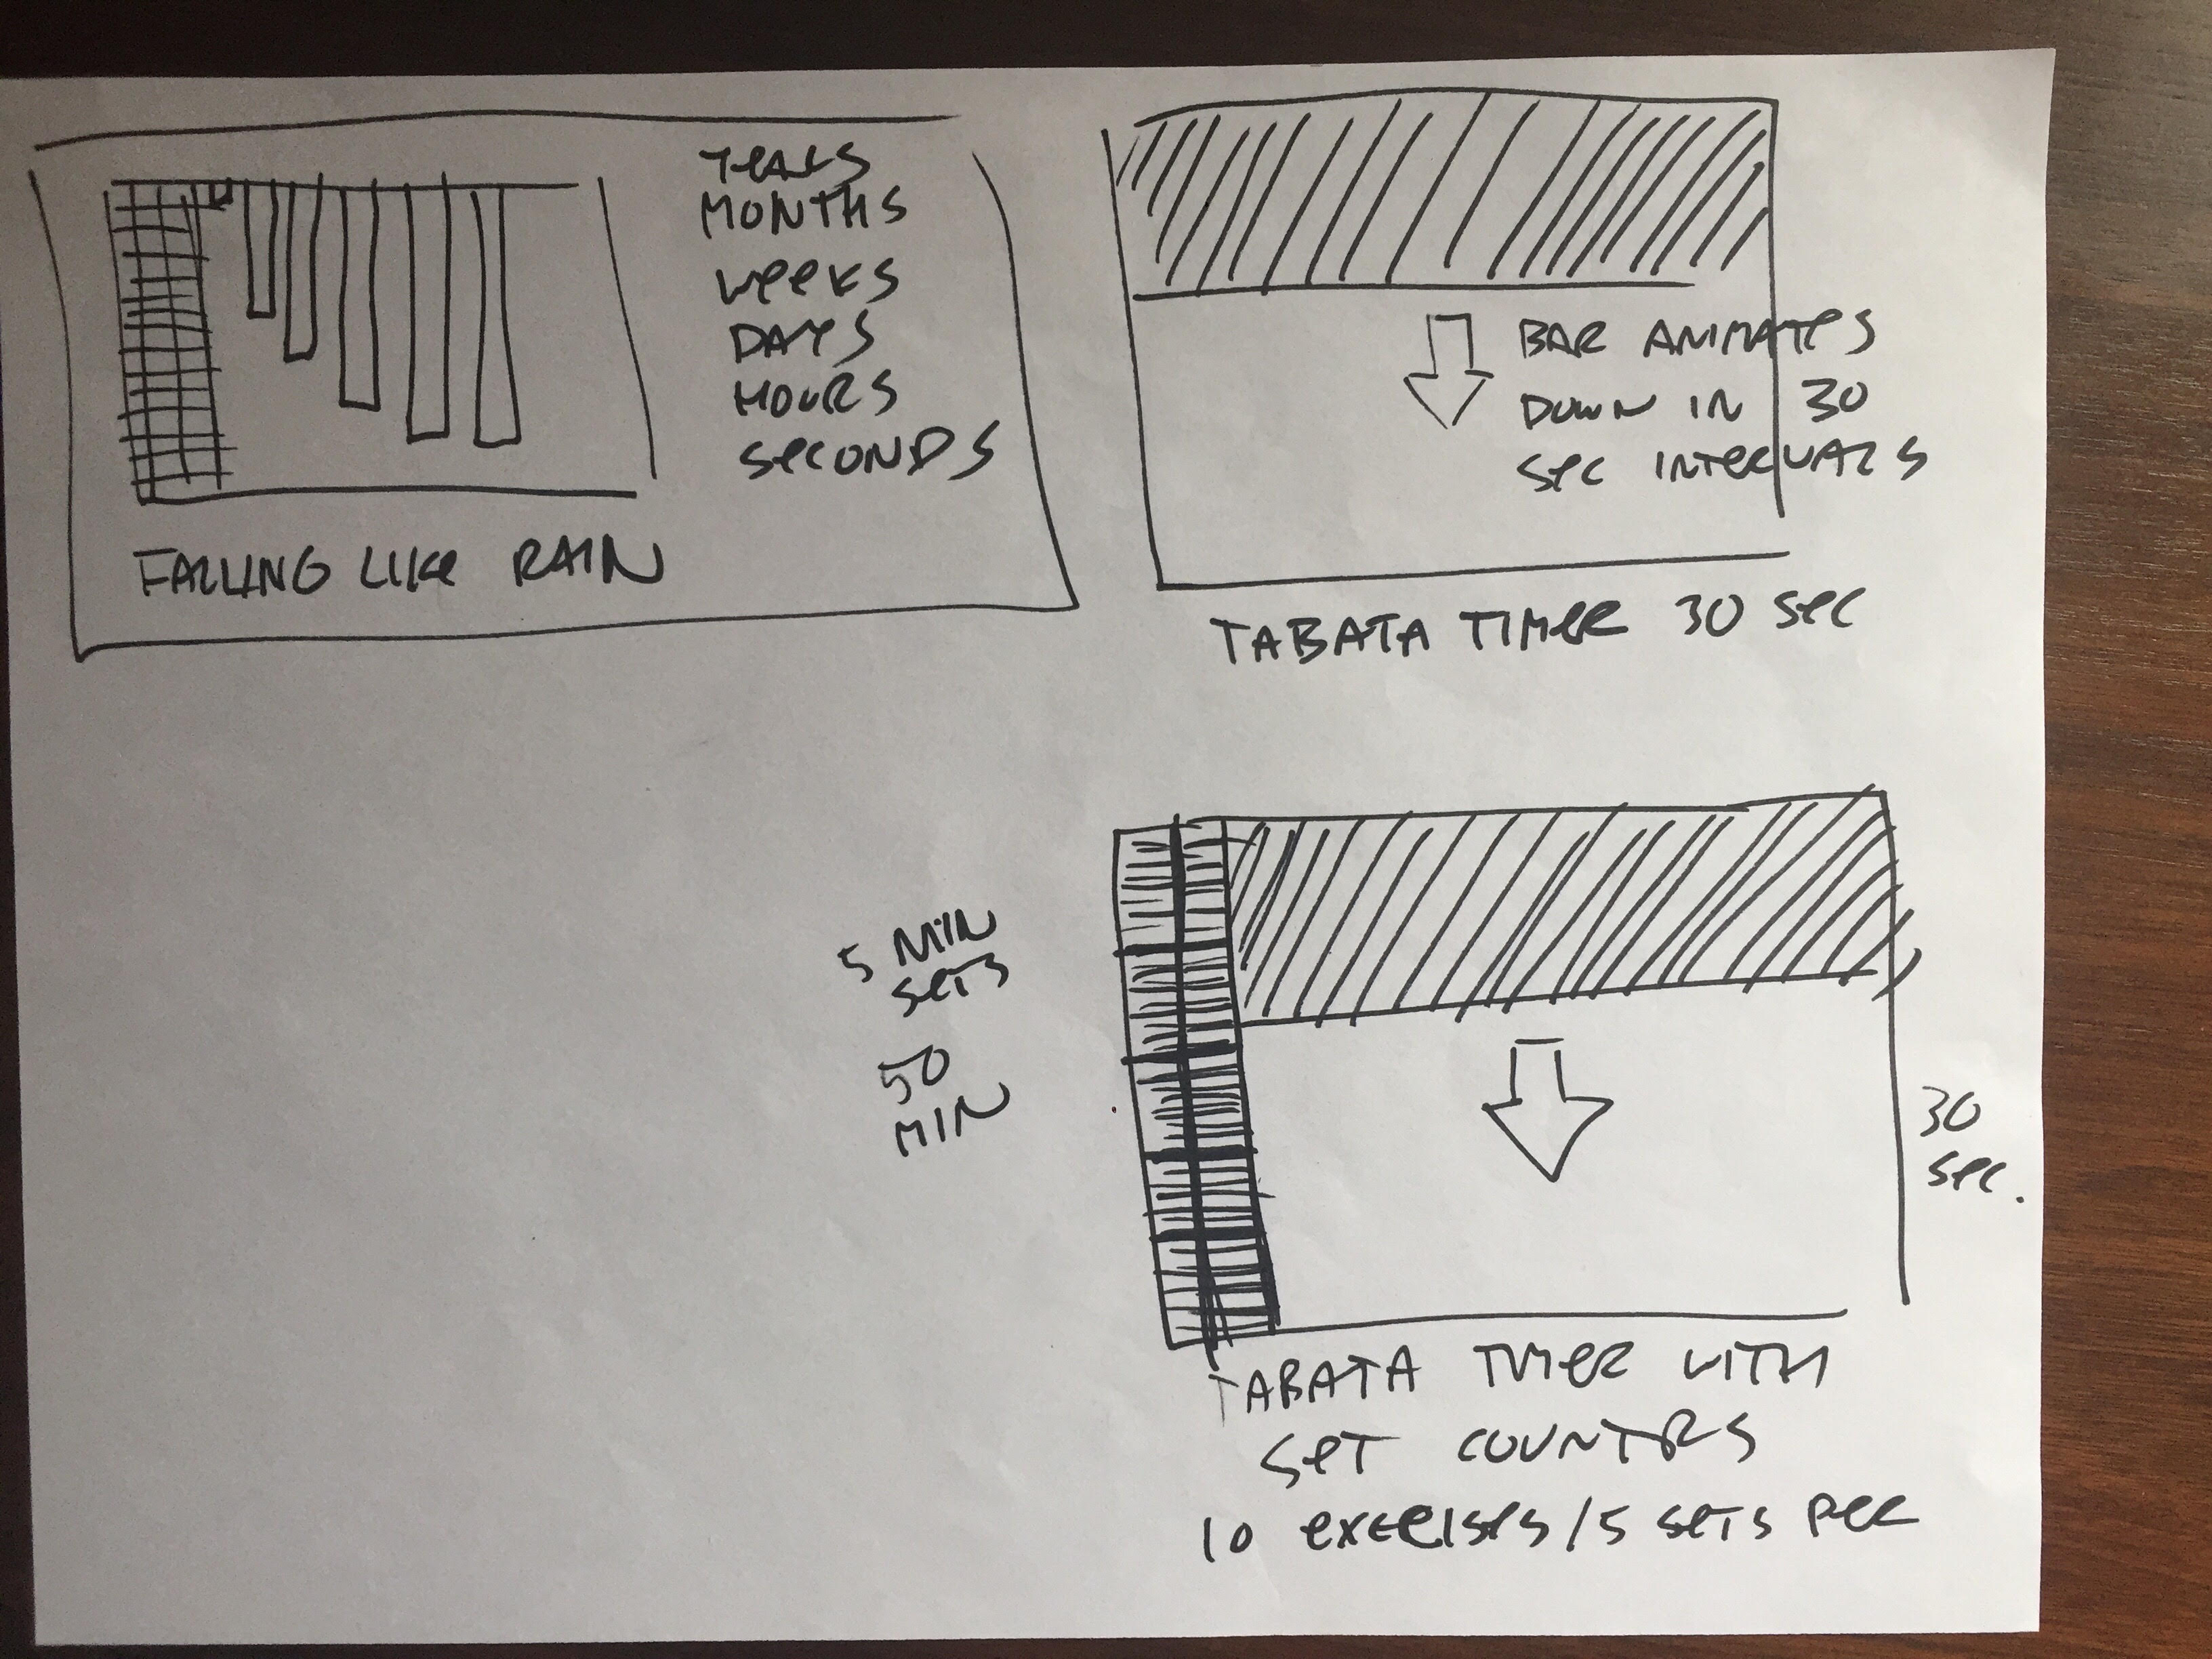 YEARS
MONTHS
WEEKS
DAYS
HOURS
SECONDS
FALLING LIKE RAIN
BAR ANIMATES
DOWN IN 30
SEC INTERVALS
TABATA TIMER 30 SEC
5 MIN
SETS
50
MIN
30
SEC.
TABATA TIMER WITH
SET COUNTRS
10 EXERCISES/5 SETS PER